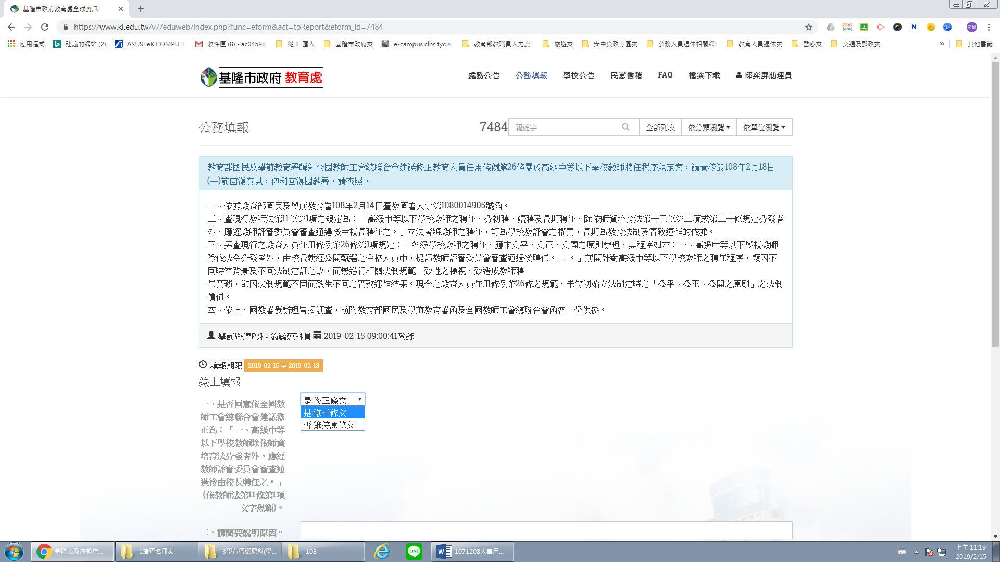 基隆市政府教育處全球資訊
https://www.kl.edu.tw/v7/eduweb/index.php?func=eform&act=toReport&eform_id=7484
應用程式 建議的網站 (2) ASUSTeK COMPUTE 收件匣 (8) - ac0459 從 IE 匯入 基隆市政府夾 e-campus.clhs.tyc.e 教育部教職員人力資 旅遊夾 安中廉政專區夾 公務人員退休相關網 教育人員退休夾 醫療夾 交通及郵政夾 » 其他書籤
基隆市政府 教育處
處務公告 公務填報 學校公告 民意信箱 FAQ 檔案下載 邱奕屏助理員
公務填報
7484 關鍵字 全部列表 依分類瀏覽 依單位瀏覽
教育部國民及學前教育署轉知全國教師工會總聯合會建議修正教育人員任用條例第26條關於高級中等以下學校教師聘任程序規定案，請貴校於108年2月18日
(一)前回復意見，俾利回復國教署，請查照。
一、依據教育部國民及學前教育署108年2月14日臺教國署人字第1080014905號函。
二、查現行教師法第11條第1項之規定為：「高級中等以下學校教師之聘任，分初聘、續聘及長期聘任，除依師資培育法第十三條第二項或第二十條規定分發者
外，應經教師評審委員會審查通過後由校長聘任之。」立法者將教師之聘任，訂為學校教評會之權責，長期為教育法制及實務運作的依據。
三、另查現行之教育人員任用條例第26條第1項規定：「各級學校教師之聘任，應本公平、公正、公開之原則辦理，其程序如左：一、高級中等以下學校教師
除依法令分發者外，由校長就經公開甄選之合格人員中，提請教師評審委員會審查通過後聘任。......。」前開針對高級中等以下學校教師之聘任程序，顯因不
同時空背景及不同法制定訂之故，而無進行相關法制規範一致性之檢視，致造成教師聘
任實務，卻因法制規範不同而致生不同之實務運作結果。現今之教育人員任用條例第26條之規範，未符初始立法制定時之「公平、公正、公開之原則」之法制
價值。
四、依上，國教署爰辦理旨揭調查，檢附教育部國民及學前教育署函及全國教師工會總聯合會函各一份供參。
學前暨選聘科 翁毓蓮科員 2019-02-15 09:00:41登錄
填報期限 2019-02-15 至 2019-02-18
線上填報
一、是否同意依全國教
師工會總聯合會建議修
正為：「一、高級中等
以下學校教師除依師資
培育法分發者外，應經
教師評審委員會審查通
過後由校長聘任之。」
（依教師法第11條第1項
文字規範)。
是:修正條文
是:修正條文
否:維持原條文
二、請簡要說明原因。
基隆市政府教育... 1清查名冊夾 3學前暨選聘科(學... 108 LINE 1071208人事用...
上午 11:19
2019/2/15